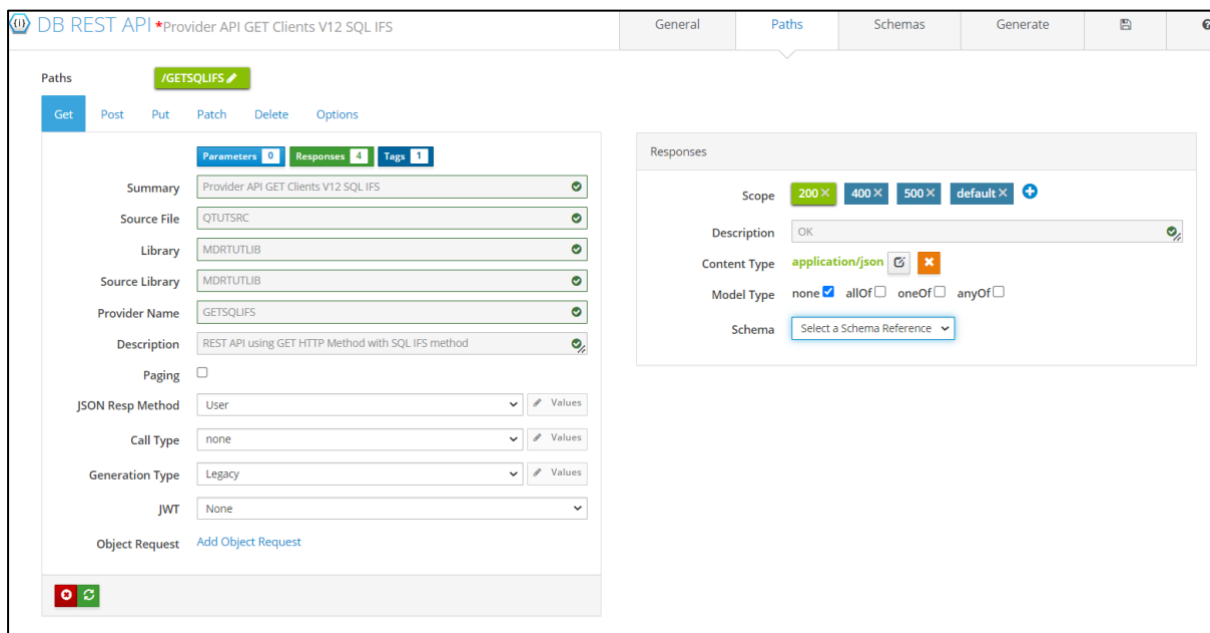 DB REST API *Provider API GET Clients V12 SQL IFS
General Paths Schemas Generate
Paths /GETSQLIFS
Get Post Put Patch Delete Options
Parameters 0 Responses 4 Tags 1
Summary Provider API GET Clients V12 SQL IFS
Source File QTUTSRC
Library MDRTUTLIB
Source Library MDRTUTLIB
Provider Name GETSQLIFS
Description REST API using GET HTTP Method with SQL IFS method
Paging
JSON Resp Method User Values
Call Type none Values
Generation Type Legacy Values
JWT None
Object Request Add Object Request
Responses
Scope 200 × 400 × 500 × default ×
Description OK
Content Type application/json
Model Type none allOf oneOf anyOf
Schema Select a Schema Reference